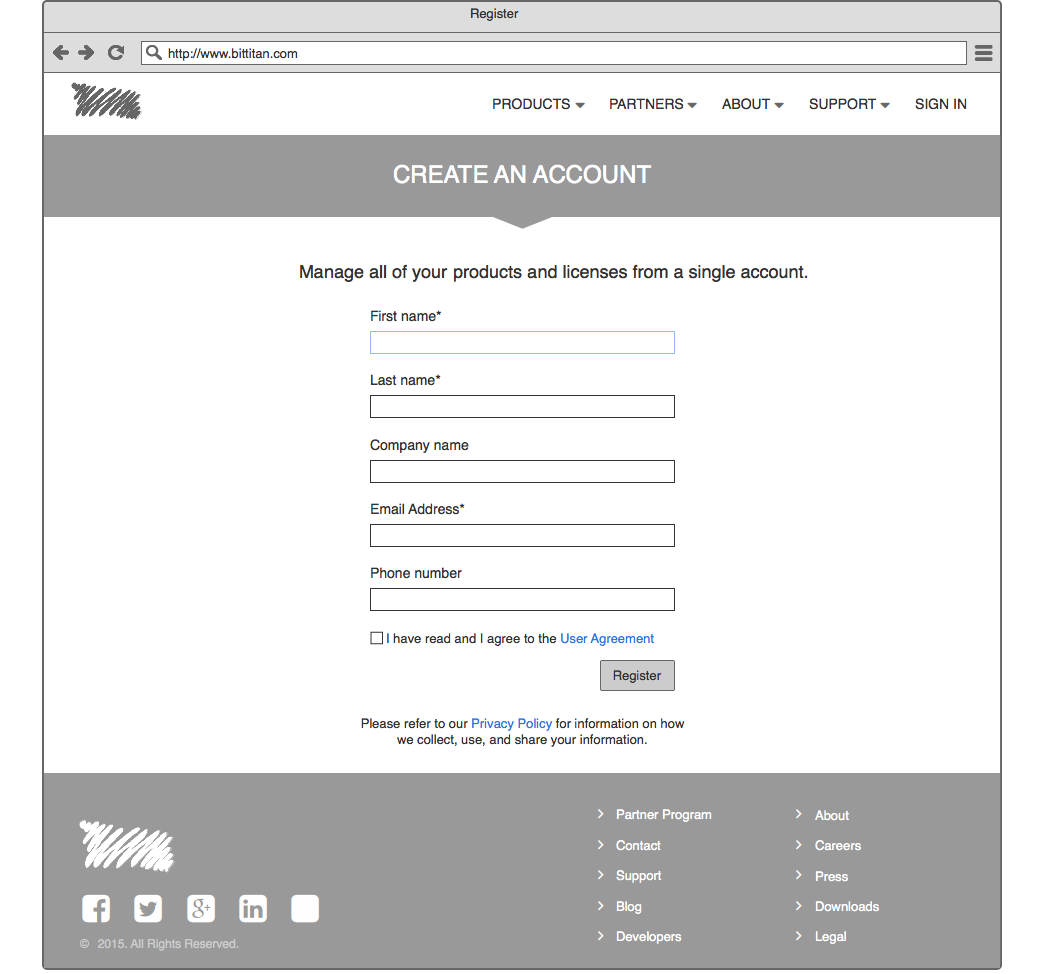 Register
http://www.bittitan.com
PRODUCTS PARTNERS ABOUT SUPPORT SIGN IN
CREATE AN ACCOUNT
Manage all of your products and licenses from a single account.
First name*
Last name*
Company name
Email Address*
Phone number
I have read and I agree to the User Agreement
Register
Please refer to our Privacy Policy for information on how
we collect, use, and share your information.
Partner Program
Contact
Support
Blog
Developers
About
Careers
Press
Downloads
Legal
© 2015. All Rights Reserved.